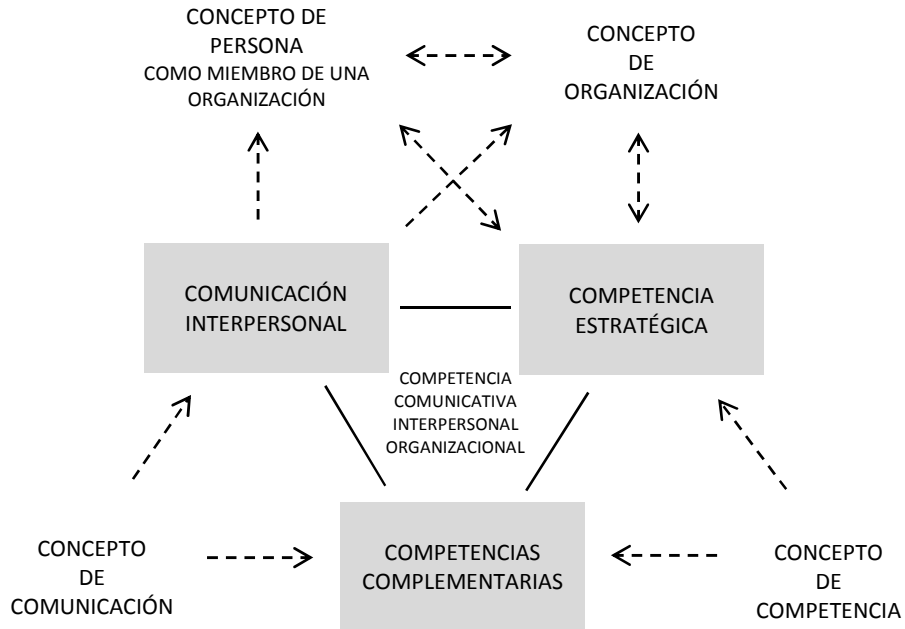 CONCEPTO DE
PERSONA
COMO MIEMBRO DE UNA
ORGANIZACIÓN
CONCEPTO
DE
ORGANIZACIÓN
COMUNICACIÓN
INTERPERSONAL
COMPETENCIA
ESTRATÉGICA
COMPETENCIA
COMUNICATIVA
INTERPERSONAL
ORGANIZACIONAL
CONCEPTO
DE
COMUNICACIÓN
COMPETENCIAS
COMPLEMENTARIAS
CONCEPTO
DE
COMPETENCIA